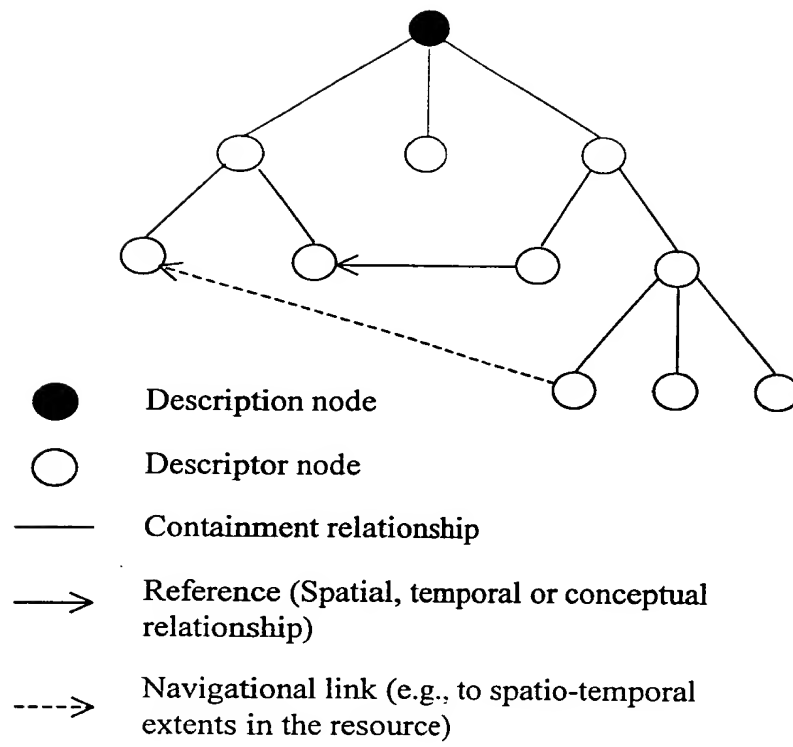 Description node
Descriptor node
Containment relationship
Reference (Spatial, temporal or conceptual
relationship)
Navigational link (e.g., to spatio-temporal
extents in the resource)